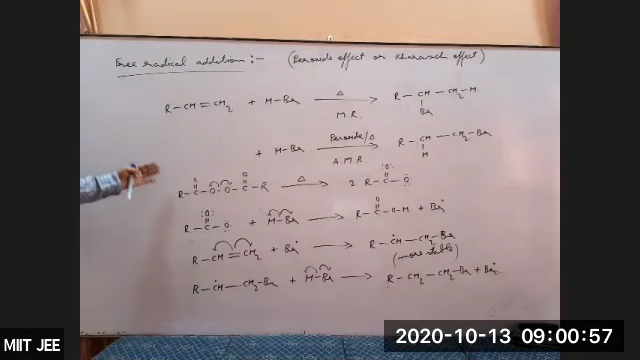 Free radical addition :- (Peroxide effect or Kharasch effect)
R-CH=CH₂ + H-Br →Δ M.R. R-CH-CH₂-H
Br
+ H-Br →Peroxide/Δ A.M.R. R-CH-CH₂-Br
H
R-C-O-O-C-R →Δ 2 R-C-O
R-C-O + H-Br → R-C-O-H + Br•
R-CH=CH₂ + Br• → R-CH-CH₂-Br
(more stable)
R-CH-CH₂-Br + H-Br → R-CH₂-CH₂-Br + Br•
MIIT JEE
2020-10-13 09:00:57